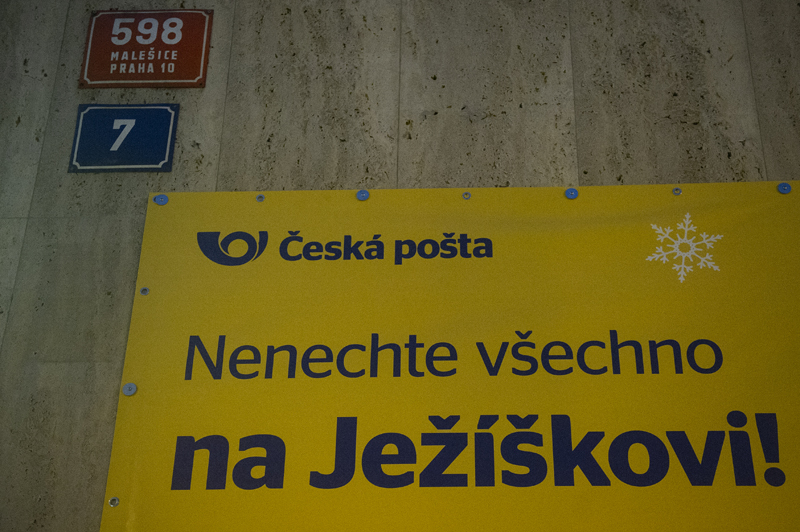 598
MALEŠICE
PRAHA 10
7
Česká pošta
Nenechte všechno
na Ježíškovi!